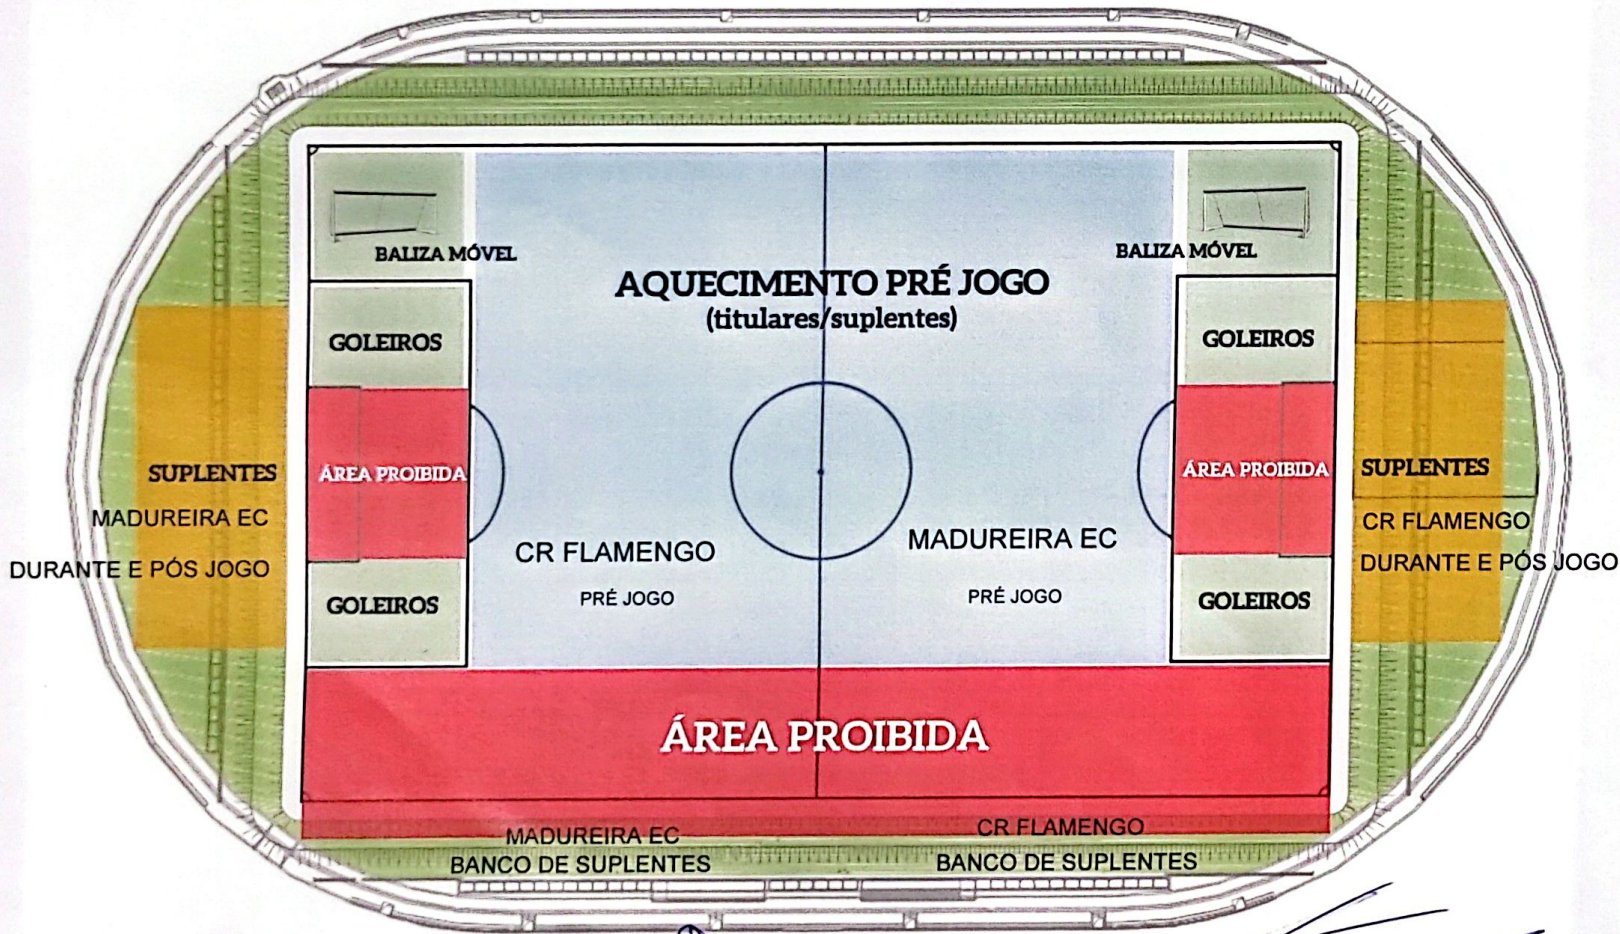 BALIZA MÓVEL
BALIZA MÓVEL
AQUECIMENTO PRÉ JOGO
(titulares/suplentes)
GOLEIROS
GOLEIROS
SUPLENTES
ÁREA PROIBIDA
ÁREA PROIBIDA
SUPLENTES
MADUREIRA EC
DURANTE E PÓS JOGO
CR FLAMENGO
PRÉ JOGO
MADUREIRA EC
PRÉ JOGO
CR FLAMENGO
DURANTE E PÓS JOGO
GOLEIROS
GOLEIROS
ÁREA PROIBIDA
MADUREIRA EC
BANCO DE SUPLENTES
CR FLAMENGO
BANCO DE SUPLENTES